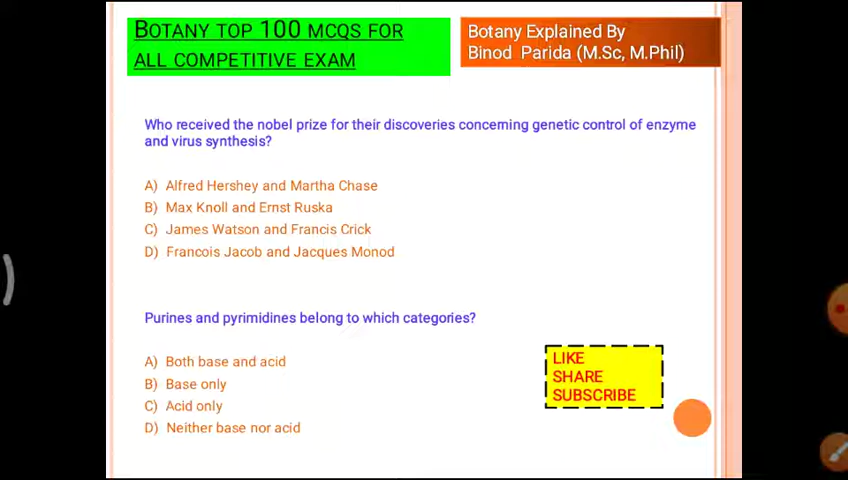 BOTANY TOP 100 MCQS FOR
ALL COMPETITIVE EXAM
Botany Explained By
Binod Parida (M.Sc, M.Phil)
Who received the nobel prize for their discoveries concerning genetic control of enzyme
and virus synthesis?
A) Alfred Hershey and Martha Chase
B) Max Knoll and Ernst Ruska
C) James Watson and Francis Crick
D) Francois Jacob and Jacques Monod
Purines and pyrimidines belong to which categories?
A) Both base and acid
B) Base only
C) Acid only
D) Neither base nor acid
LIKE
SHARE
SUBSCRIBE